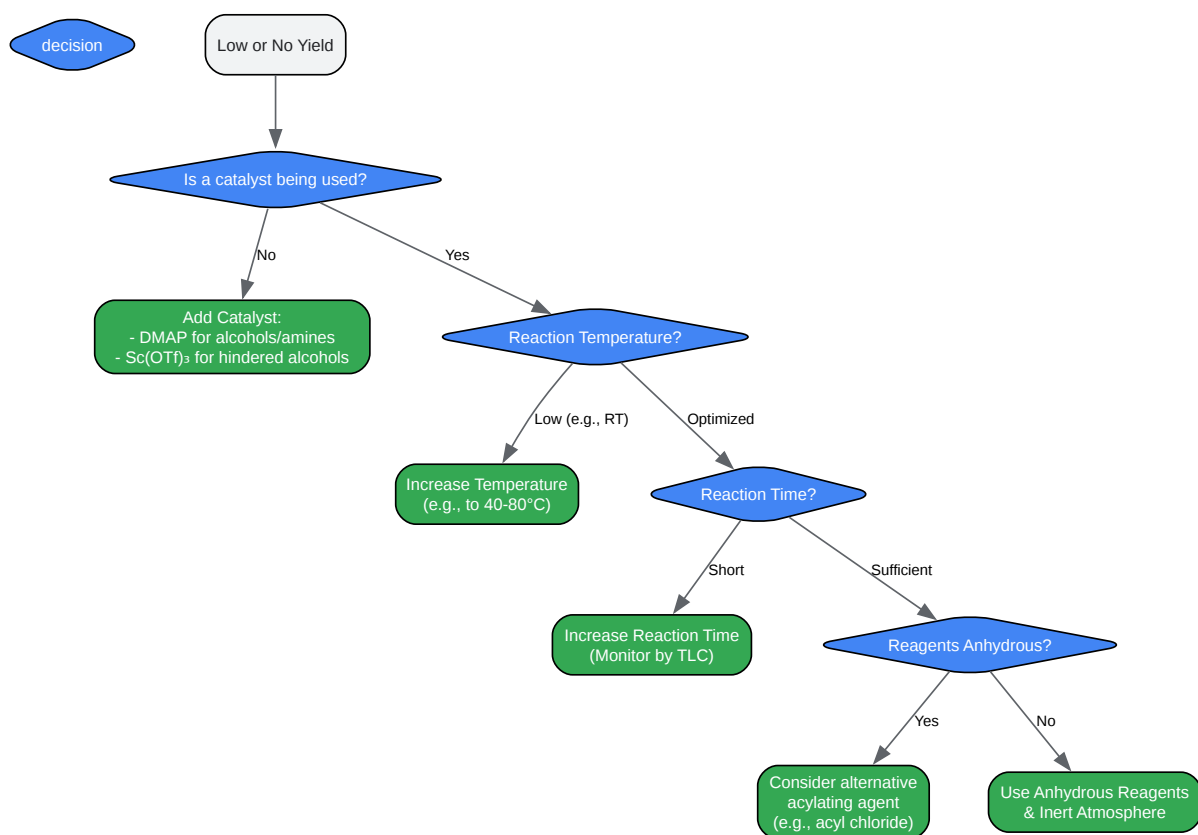 decision
Low or No Yield
Is a catalyst being used?
No
Yes
Add Catalyst:
- DMAP for alcohols/amines
- Sc(OTf)₃ for hindered alcohols
Reaction Temperature?
Low (e.g., RT)
Optimized
Increase Temperature
(e.g., to 40-80°C)
Reaction Time?
Short
Sufficient
Increase Reaction Time
(Monitor by TLC)
Reagents Anhydrous?
Yes
No
Consider alternative
acylating agent
(e.g., acyl chloride)
Use Anhydrous Reagents
& Inert Atmosphere